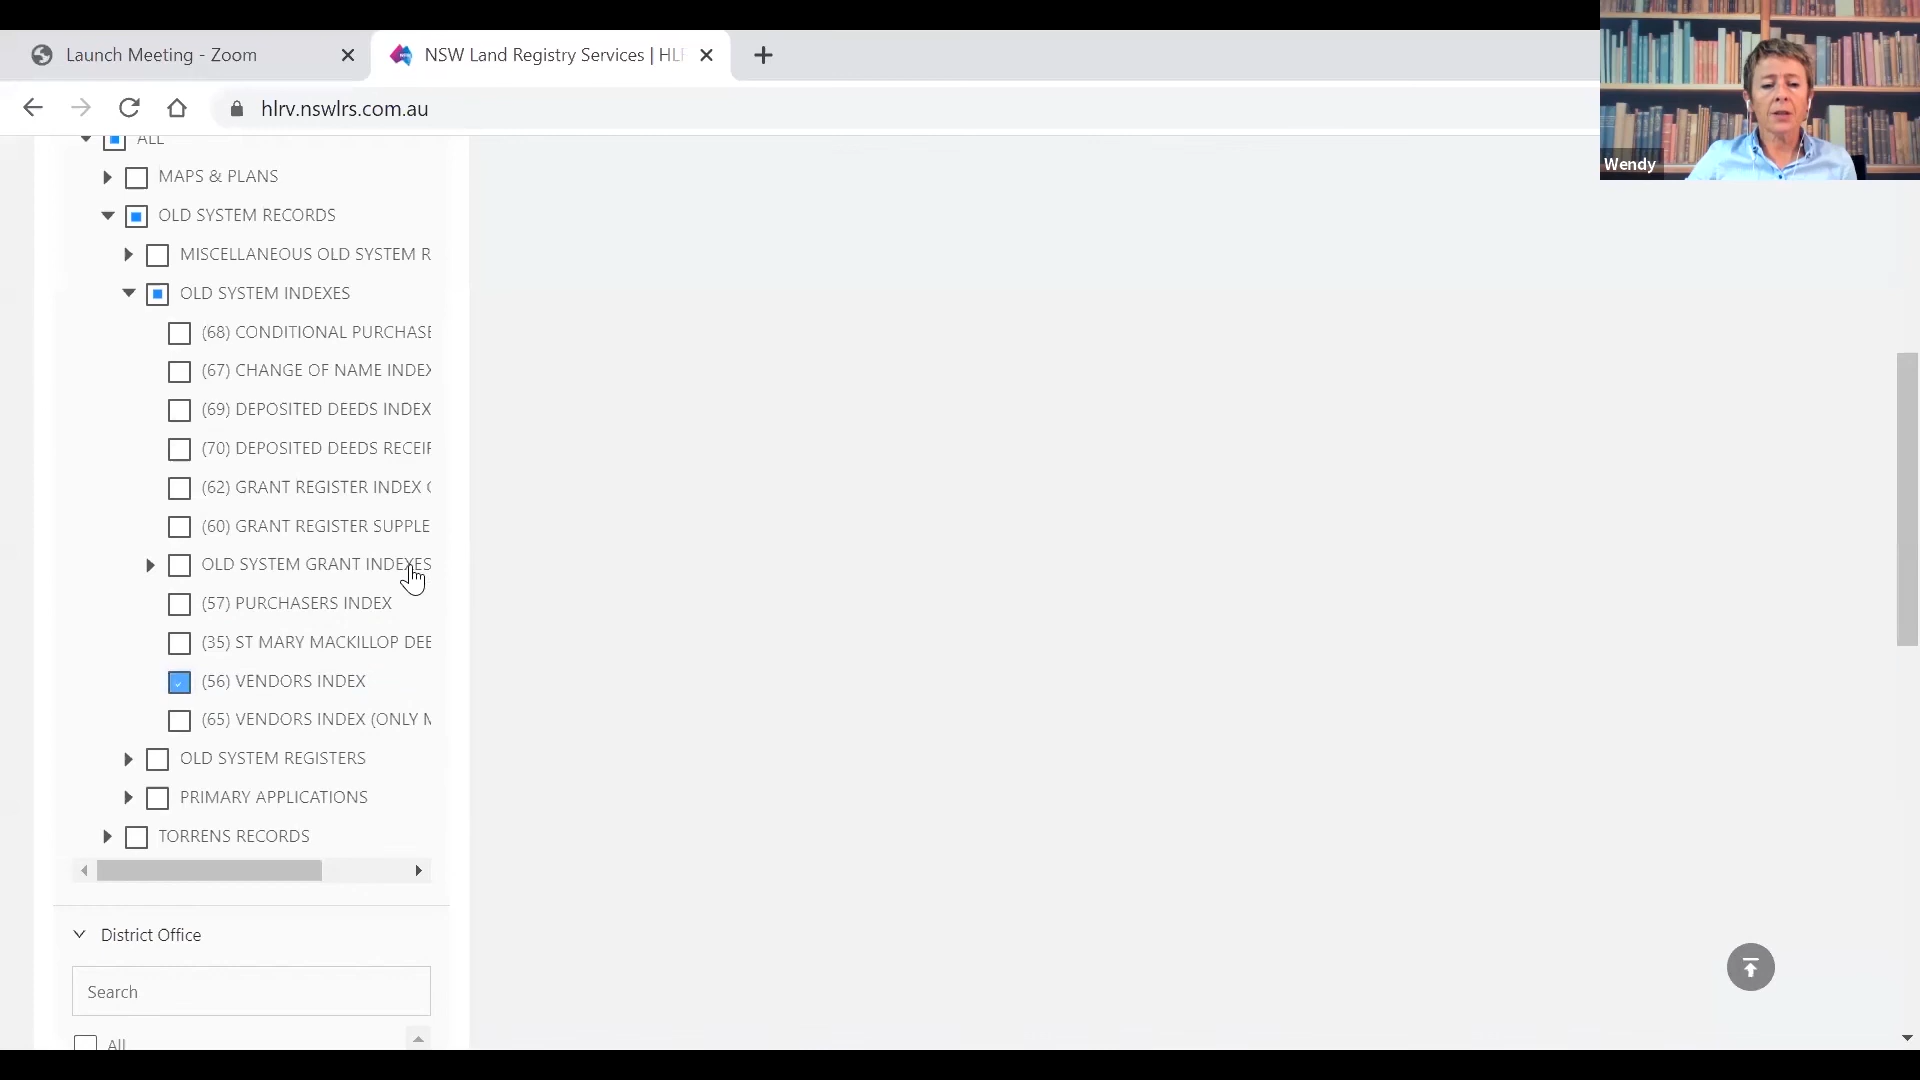 Launch Meeting - Zoom
NSW Land Registry Services | HLR
hlrv.nswlrs.com.au
Wendy
ALL
MAPS & PLANS
OLD SYSTEM RECORDS
MISCELLANEOUS OLD SYSTEM R
OLD SYSTEM INDEXES
(68) CONDITIONAL PURCHASE
(67) CHANGE OF NAME INDEX
(69) DEPOSITED DEEDS INDEX
(70) DEPOSITED DEEDS RECEIP
(62) GRANT REGISTER INDEX
(60) GRANT REGISTER SUPPLE
OLD SYSTEM GRANT INDEXES
(57) PURCHASERS INDEX
(35) ST MARY MACKILLOP DEE
(56) VENDORS INDEX
(65) VENDORS INDEX (ONLY M
OLD SYSTEM REGISTERS
PRIMARY APPLICATIONS
TORRENS RECORDS
District Office
Search
All